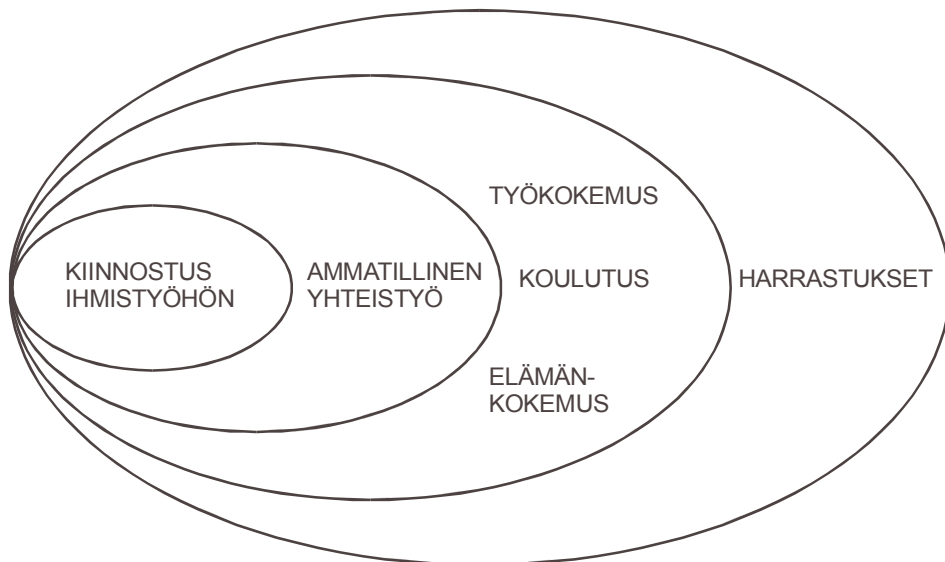 TYÖKOKEMUS
KIINNOSTUS
IHMISTYÖHÖN
AMMATILLINEN
YHTEISTYÖ
KOULUTUS
HARRASTUKSET
ELÄMÄN-
KOKEMUS